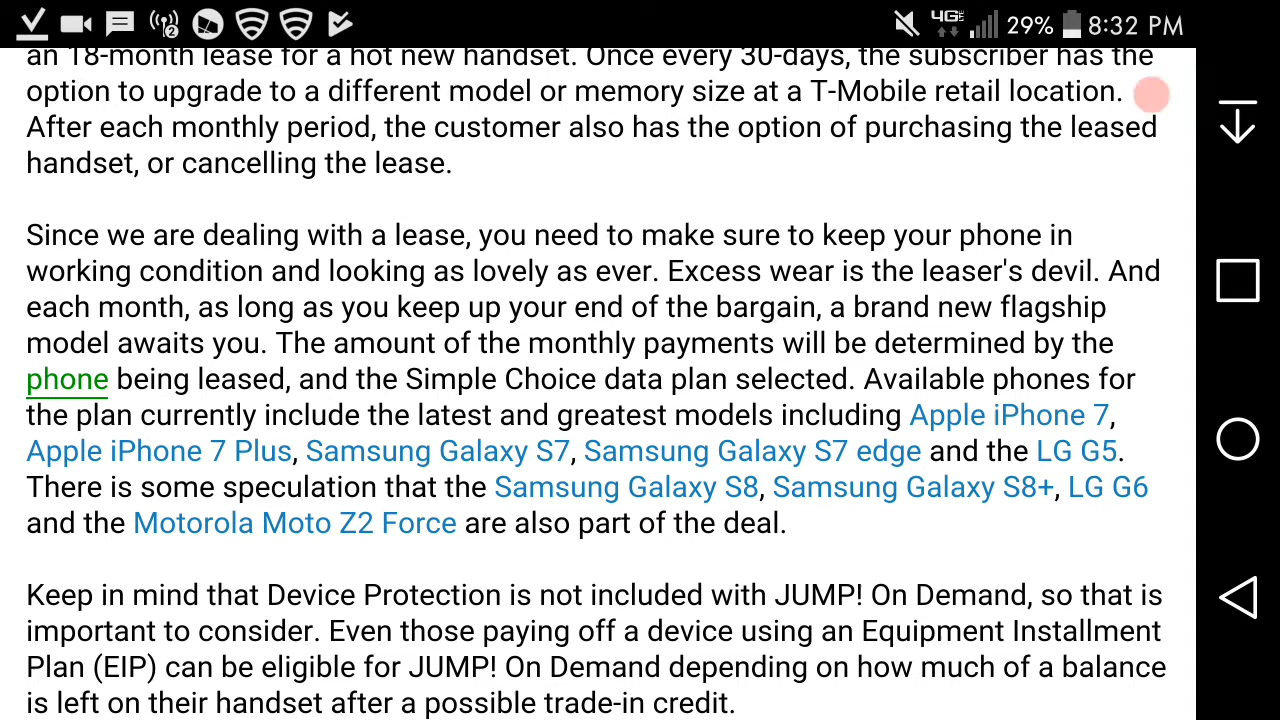 4G 29% 8:32 PM
an 18-month lease for a hot new handset. Once every 30-days, the subscriber has the
option to upgrade to a different model or memory size at a T-Mobile retail location.
After each monthly period, the customer also has the option of purchasing the leased
handset, or cancelling the lease.
Since we are dealing with a lease, you need to make sure to keep your phone in
working condition and looking as lovely as ever. Excess wear is the leaser's devil. And
each month, as long as you keep up your end of the bargain, a brand new flagship
model awaits you. The amount of the monthly payments will be determined by the
phone being leased, and the Simple Choice data plan selected. Available phones for
the plan currently include the latest and greatest models including Apple iPhone 7,
Apple iPhone 7 Plus, Samsung Galaxy S7, Samsung Galaxy S7 edge and the LG G5.
There is some speculation that the Samsung Galaxy S8, Samsung Galaxy S8+, LG G6
and the Motorola Moto Z2 Force are also part of the deal.
Keep in mind that Device Protection is not included with JUMP! On Demand, so that is
important to consider. Even those paying off a device using an Equipment Installment
Plan (EIP) can be eligible for JUMP! On Demand depending on how much of a balance
is left on their handset after a possible trade-in credit.